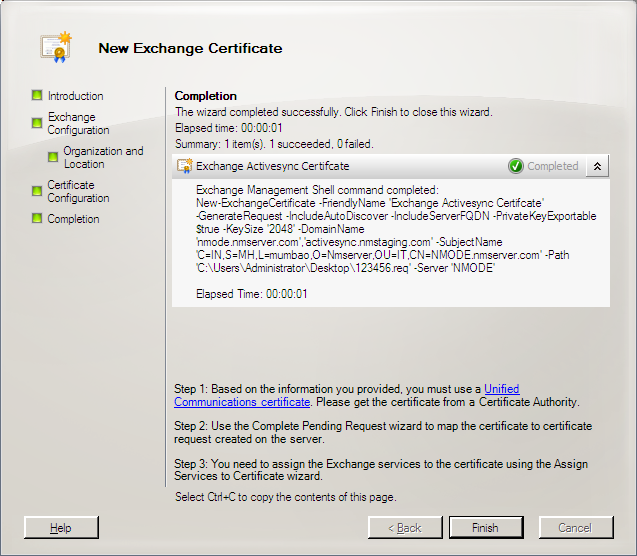 New Exchange Certificate
Introduction
Exchange
Configuration
Organization and
Location
Certificate
Configuration
Completion
Completion
The wizard completed successfully. Click Finish to close this wizard.
Elapsed time: 00:00:01
Summary: 1 item(s). 1 succeeded, 0 failed.
Exchange Activesync Certifcate Completed
Exchange Management Shell command completed:
New-ExchangeCertificate -FriendlyName 'Exchange Activesync Certifcate'
-GenerateRequest -IncludeAutoDiscover -IncludeServerFQDN -PrivateKeyExportable
$true -KeySize '2048' -DomainName
'nmode.nmserver.com','activesync.nmstaging.com' -SubjectName
'C=IN,S=MH,L=mumbao,O=Nmserver,OU=IT,CN=NMODE.nmserver.com' -Path
'C:\Users\Administrator\Desktop\123456.req' -Server 'NMODE'
Elapsed Time: 00:00:01
Step 1: Based on the information you provided, you must use a Unified
Communications certificate. Please get the certificate from a Certificate Authority.
Step 2: Use the Complete Pending Request wizard to map the certificate to certificate
request created on the server.
Step 3: You need to assign the Exchange services to the certificate using the Assign
Services to Certificate wizard.
Select Ctrl+C to copy the contents of this page.
Help < Back Finish Cancel